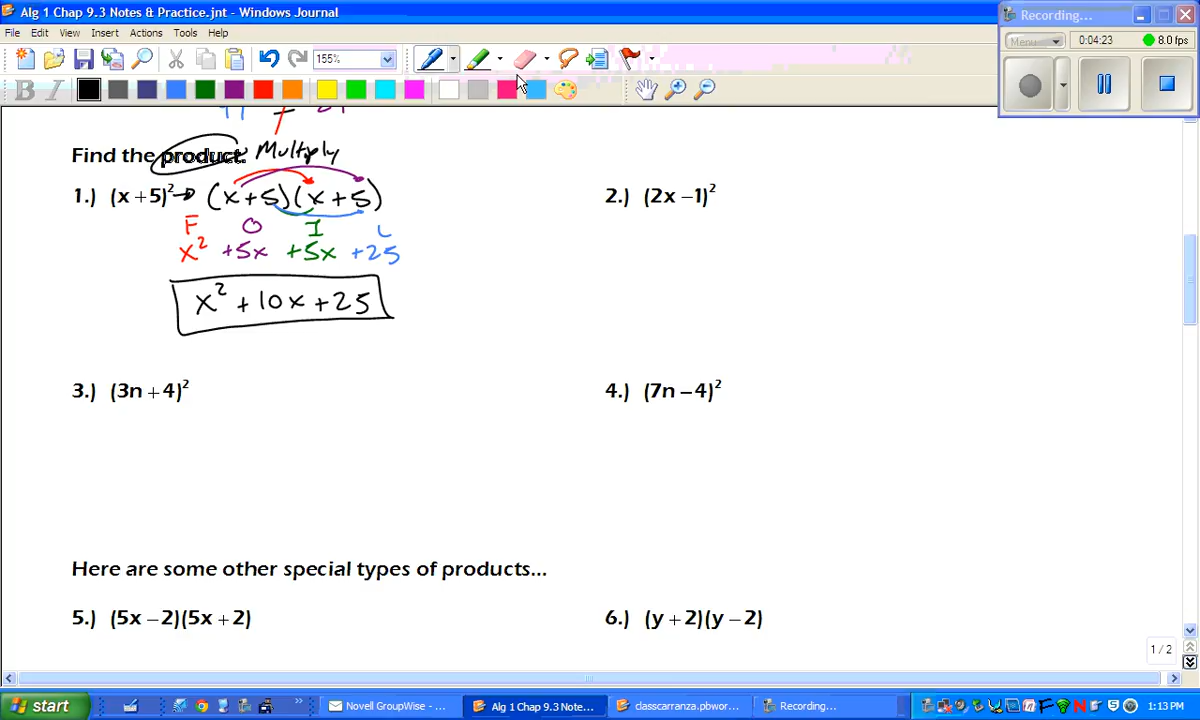 Alg 1 Chap 9.3 Notes & Practice.jnt - Windows Journal
File Edit View Insert Actions Tools Help
155%
B I
Recording...
Menu 0:04:23 8.0 fps
Find the product. Multiply
1.) (x + 5)² → (x + 5)(x + 5)
F O I L
x² +5x +5x +25
x² + 10x + 25
2.) (2x − 1)²
3.) (3n + 4)²
4.) (7n − 4)²
Here are some other special types of products...
5.) (5x − 2)(5x + 2)
6.) (y + 2)(y − 2)
1 / 2
start
Novell GroupWise - ...
Alg 1 Chap 9.3 Note...
classcarranza.pbwor...
Recording...
1:13 PM